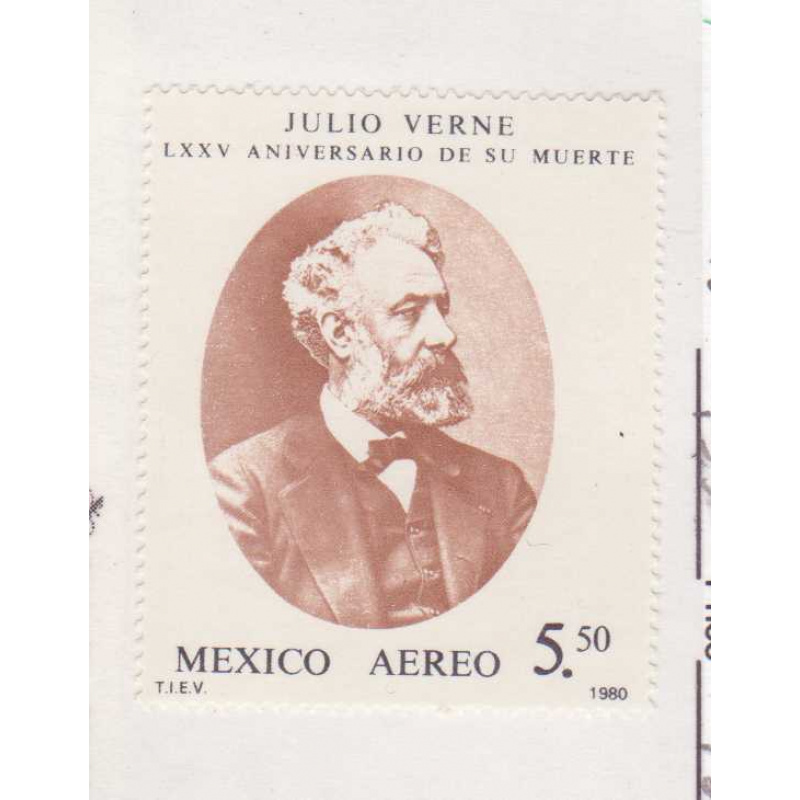 JULIO VERNE
LXXV ANIVERSARIO DE SU MUERTE
MEXICO AEREO 5.50
T.I.E.V. 1980